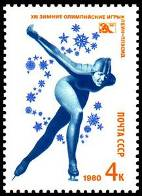 XIII ЗИМНИЕ ОЛИМПИЙСКИЕ ИГРЫ
ЛЕЙК-ПЛЭСИД
ПОЧТА СССР
1980 4к